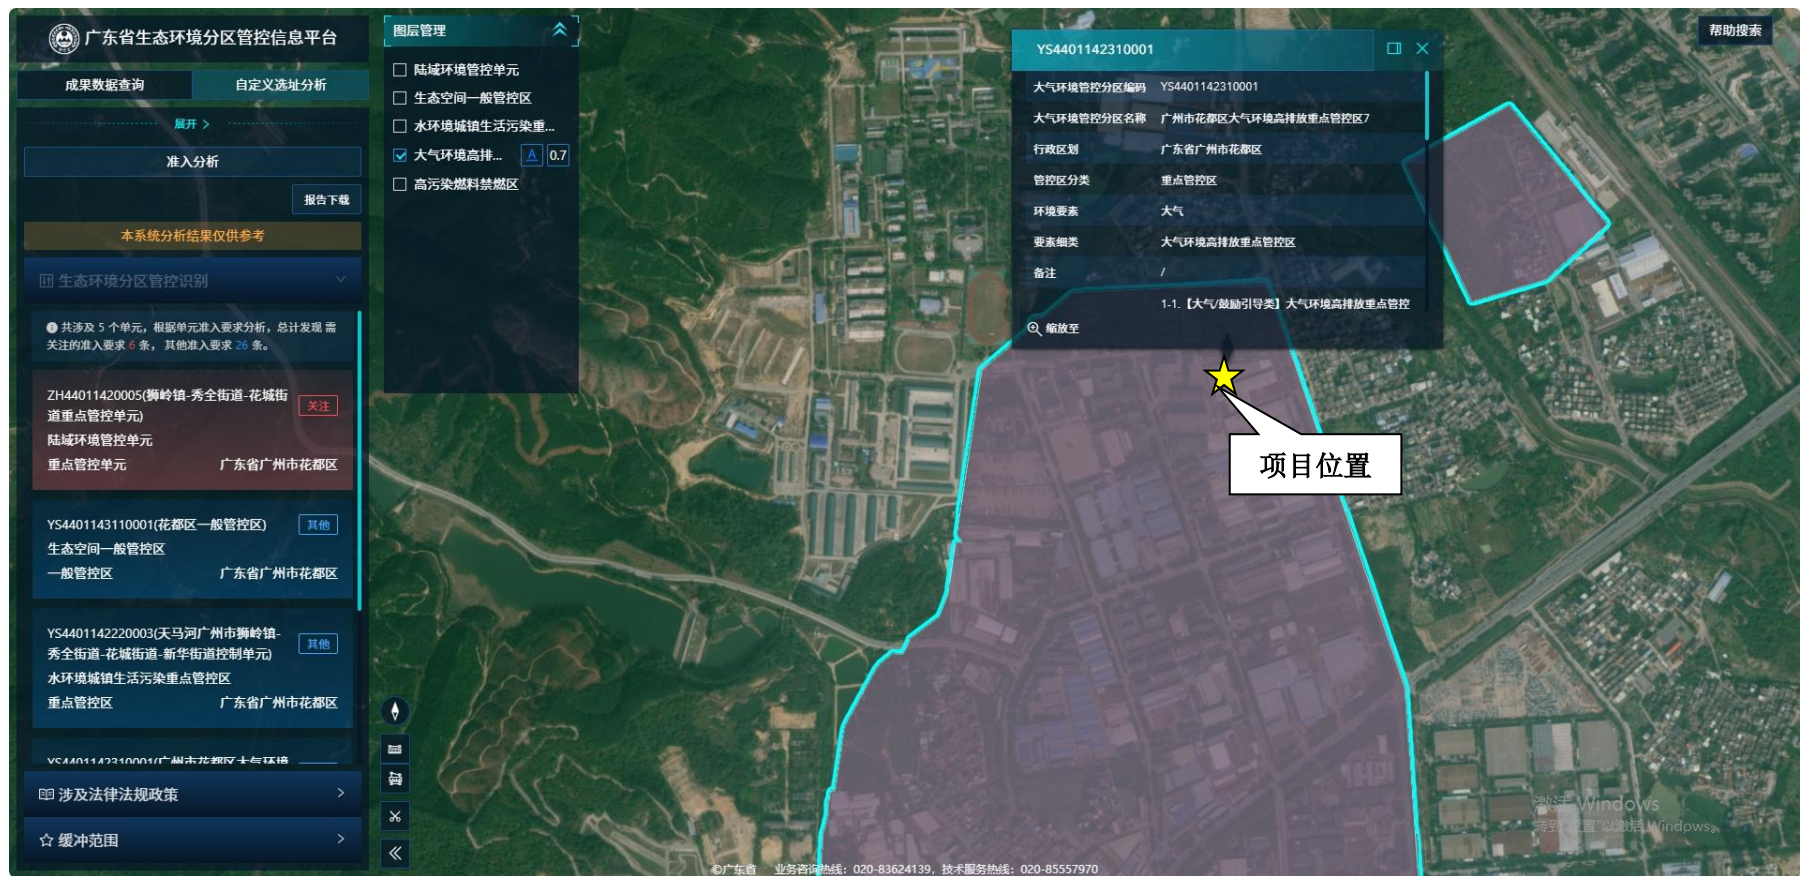 广东省生态环境分区管控信息平台
成果数据查询
自定义选址分析
展开 >
准入分析
报告下载
本系统分析结果仅供参考
生态环境分区管控识别
共涉及 5 个单元，根据单元准入要求分析，总计发现 需
关注的准入要求 6 条， 其他准入要求 26 条。
ZH44011420005(狮岭镇-秀全街道-花城街
道重点管控单元)
关注
陆域环境管控单元
重点管控单元
广东省广州市花都区
YS4401143110001(花都区一般管控区)
其他
生态空间一般管控区
一般管控区
广东省广州市花都区
YS4401142220003(天马河广州市狮岭镇-
秀全街道-花城街道-新华街道控制单元)
其他
水环境城镇生活污染重点管控区
重点管控区
广东省广州市花都区
YS4401142310001(广州市花都区大气环境
涉及法律法规政策
缓冲范围
图层管理
陆域环境管控单元
生态空间一般管控区
水环境城镇生活污染重...
大气环境高排... A 0.7
高污染燃料禁燃区
YS4401142310001
大气环境管控分区编码 YS4401142310001
大气环境管控分区名称 广州市花都区大气环境高排放重点管控区7
行政区划 广东省广州市花都区
管控区分类 重点管控区
环境要素 大气
要素细类 大气环境高排放重点管控区
备注 /
1-1.【大气/鼓励引导类】大气环境高排放重点管控
缩放至
帮助搜索
项目位置
激活 Windows
转到"设置"以激活 Windows。
©广东省 业务咨询热线：020-83624139，技术服务热线：020-85557970